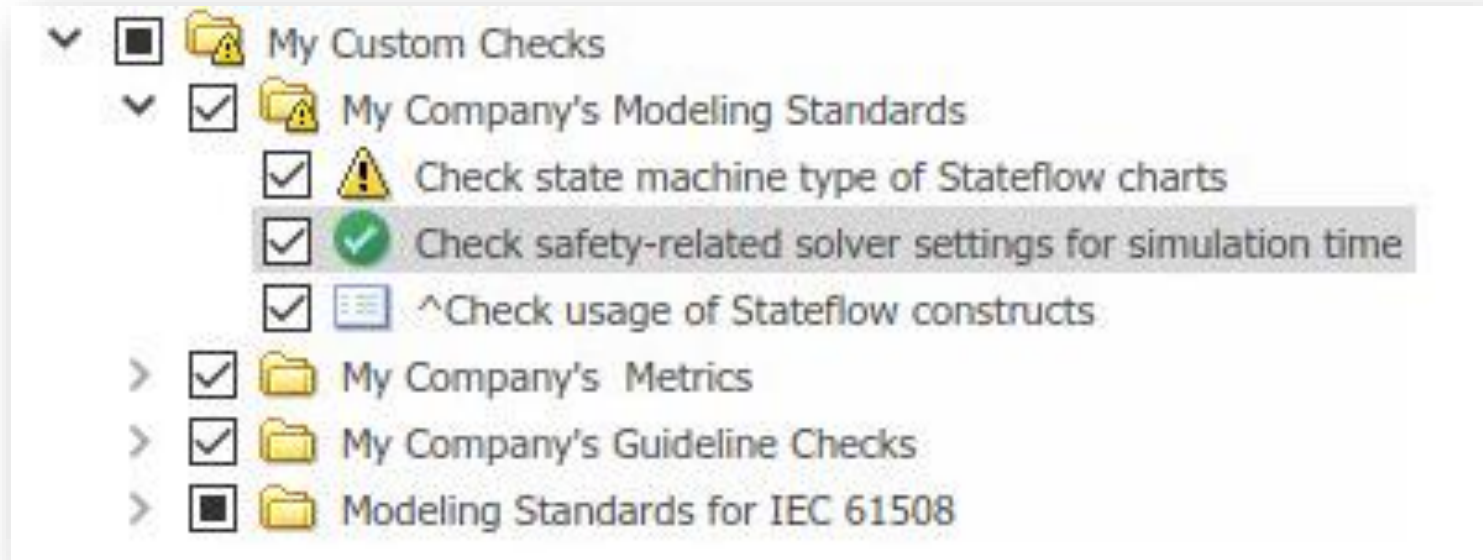 My Custom Checks
My Company's Modeling Standards
Check state machine type of Stateflow charts
Check safety-related solver settings for simulation time
^Check usage of Stateflow constructs
My Company's  Metrics
My Company's Guideline Checks
Modeling Standards for IEC 61508